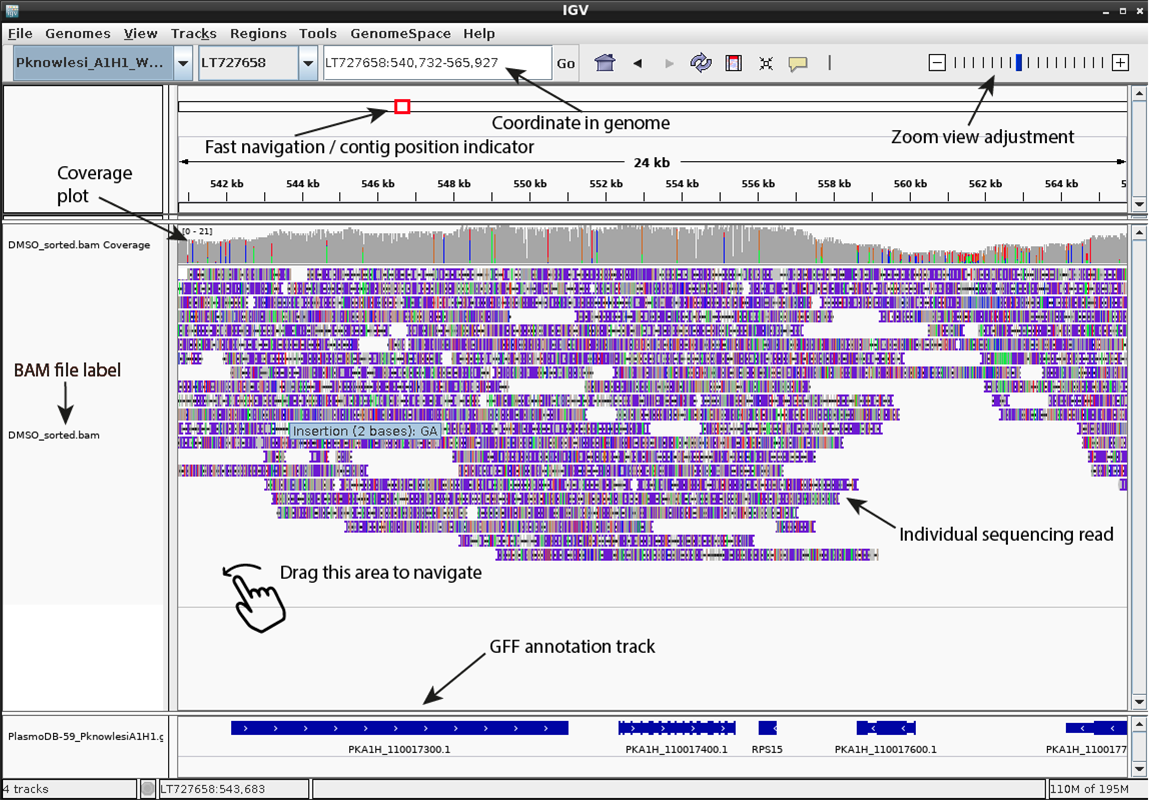 IGV
File Genomes View Tracks Regions Tools GenomeSpace Help
Pknowlesi_A1H1_W... LT727658 LT727658:540,732-565,927 Go
Coordinate in genome
Zoom view adjustment
Fast navigation / contig position indicator
24 kb
Coverage
plot
542 kb 544 kb 546 kb 548 kb 550 kb 552 kb 554 kb 556 kb 558 kb 560 kb 562 kb 564 kb 5
[0 - 21]
DMSO_sorted.bam Coverage
BAM file label
DMSO_sorted.bam
Insertion (2 bases): GA
Individual sequencing read
Drag this area to navigate
GFF annotation track
PlasmoDB-59_PknowlesiA1H1.g
PKA1H_110017300.1 PKA1H_110017400.1 RPS15 PKA1H_110017600.1 PKA1H_1100177
4 tracks LT727658:543,683 110M of 195M